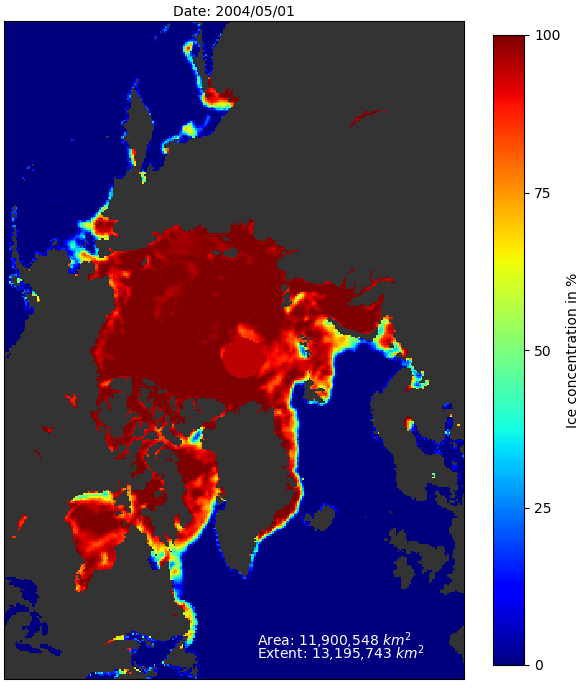 Date: 2004/05/01
100
75
50
25
0
Ice concentration in %
Area: 11,900,548 km²
Extent: 13,195,743 km²